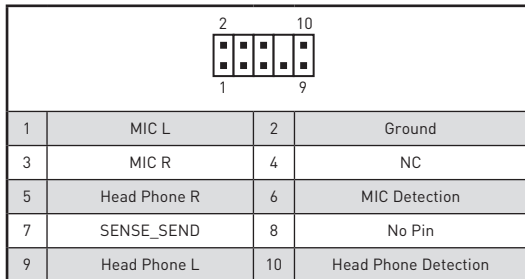 2 10
1 9
1 MIC L 2 Ground
3 MIC R 4 NC
5 Head Phone R 6 MIC Detection
7 SENSE_SEND 8 No Pin
9 Head Phone L 10 Head Phone Detection